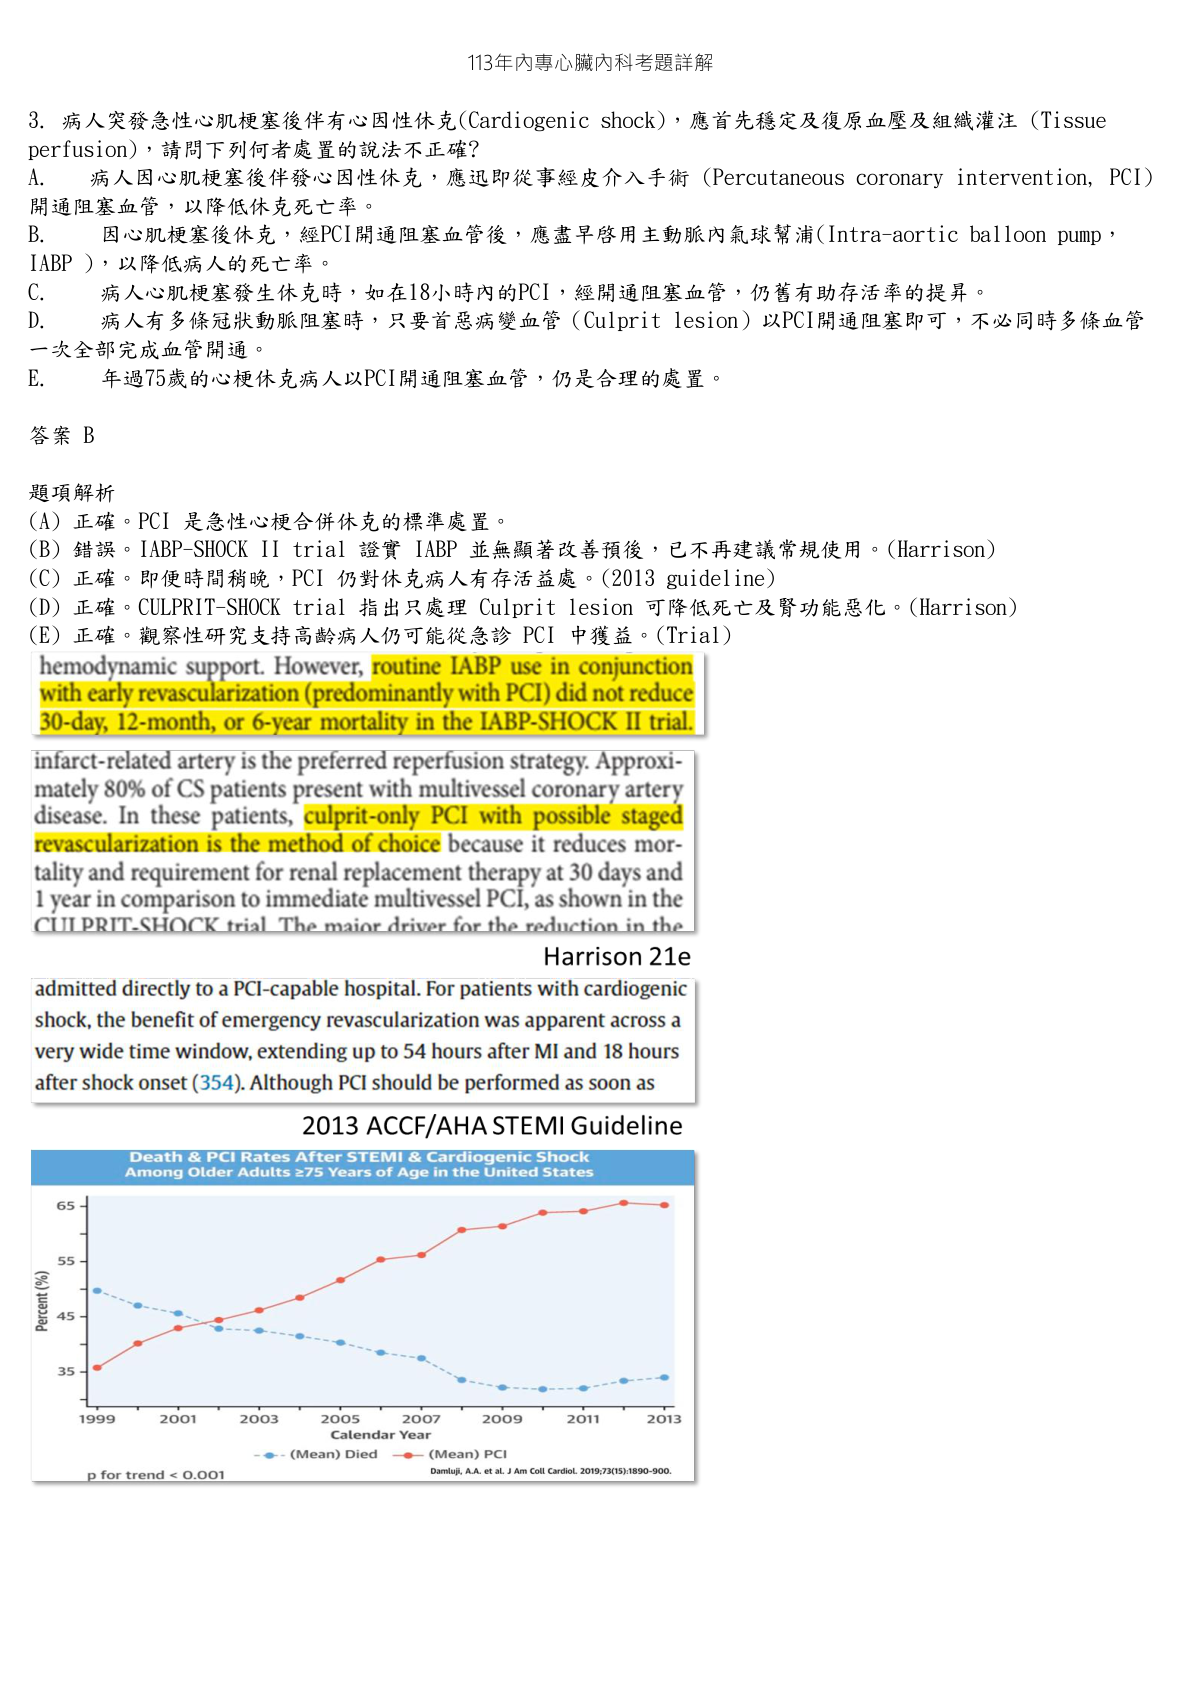 113年內專心臟內科考題詳解
3. 病人突發急性心肌梗塞後伴有心因性休克(Cardiogenic shock)，應首先穩定及復原血壓及組織灌注 (Tissue
perfusion)，請問下列何者處置的說法不正確?
A. 病人因心肌梗塞後伴發心因性休克，應迅即從事經皮介入手術 (Percutaneous coronary intervention, PCI)
開通阻塞血管，以降低休克死亡率。
B. 因心肌梗塞後休克，經PCI開通阻塞血管後，應盡早啓用主動脈內氣球幫浦(Intra-aortic balloon pump，
IABP )，以降低病人的死亡率。
C. 病人心肌梗塞發生休克時，如在18小時內的PCI，經開通阻塞血管，仍舊有助存活率的提昇。
D. 病人有多條冠狀動脈阻塞時，只要首惡病變血管（Culprit lesion）以PCI開通阻塞即可，不必同時多條血管
一次全部完成血管開通。
E. 年過75歲的心梗休克病人以PCI開通阻塞血管，仍是合理的處置。
答案 B
題項解析
(A) 正確。PCI 是急性心梗合併休克的標準處置。
(B) 錯誤。IABP-SHOCK II trial 證實 IABP 並無顯著改善預後，已不再建議常規使用。(Harrison)
(C) 正確。即便時間稍晚，PCI 仍對休克病人有存活益處。(2013 guideline)
(D) 正確。CULPRIT-SHOCK trial 指出只處理 Culprit lesion 可降低死亡及腎功能惡化。(Harrison)
(E) 正確。觀察性研究支持高齡病人仍可能從急診 PCI 中獲益。(Trial)
hemodynamic support. However, routine IABP use in conjunction
with early revascularization (predominantly with PCI) did not reduce
30-day, 12-month, or 6-year mortality in the IABP-SHOCK II trial.
infarct-related artery is the preferred reperfusion strategy. Approxi-
mately 80% of CS patients present with multivessel coronary artery
disease. In these patients, culprit-only PCI with possible staged
revascularization is the method of choice because it reduces mor-
tality and requirement for renal replacement therapy at 30 days and
1 year in comparison to immediate multivessel PCI, as shown in the
CULPRIT-SHOCK trial. The major driver for the reduction in the
Harrison 21e
admitted directly to a PCI-capable hospital. For patients with cardiogenic
shock, the benefit of emergency revascularization was apparent across a
very wide time window, extending up to 54 hours after MI and 18 hours
after shock onset (354). Although PCI should be performed as soon as
2013 ACCF/AHA STEMI Guideline
Death & PCI Rates After STEMI & Cardiogenic Shock
Among Older Adults ≥75 Years of Age in the United States
65
55
45
35
Percent (%)
1999 2001 2003 2005 2007 2009 2011 2013
Calendar Year
(Mean) Died (Mean) PCI
p for trend < 0.001
Damluji, A.A. et al. J Am Coll Cardiol. 2019;73(15):1890-900.